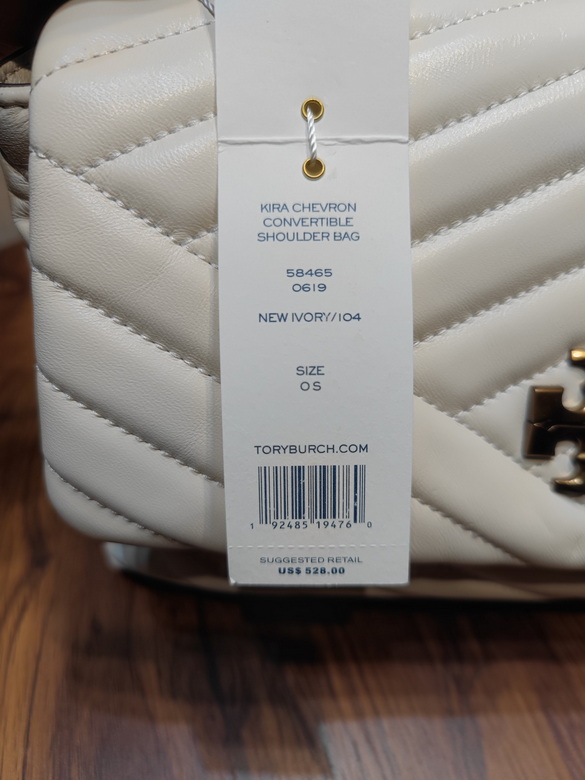 KIRA CHEVRON
CONVERTIBLE
SHOULDER BAG
58465
0619
NEW IVORY/104
SIZE
OS
TORYBURCH.COM
1 92485 19476 0
SUGGESTED RETAIL
US$ 528.00